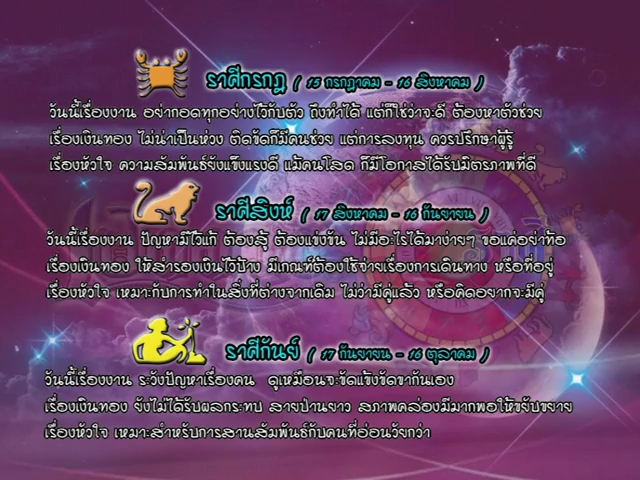 ราศีกรกฎ ( 15 กรกฎาคม - 16 สิงหาคม )
วันนี้เรื่องงาน อย่ากอดทุกอย่างไว้กับตัว ถึงทำได้ แต่ก็ใช่ว่าจะดี ต้องหาตัวช่วย
เรื่องเงินทอง ไม่น่าเป็นห่วง ติดขัดก็มีคนช่วย แต่การลงทุน ควรปรึกษาผู้รู้
เรื่องหัวใจ ความสัมพันธ์ยังแข็งแรงดี แม้คนโสด ก็มีโอกาสได้รับมิตรภาพที่ดี
ราศีสิงห์ ( 17 สิงหาคม - 16 กันยายน )
วันนี้เรื่องงาน ปัญหามีไว้แก้ ต้องสู้ ต้องแข่งขัน ไม่มีอะไรได้มาง่ายๆ ขอแค่อย่าท้อ
เรื่องเงินทอง ให้สำรองเงินไว้บ้าง มีเกณฑ์ต้องใช้จ่ายเรื่องการเดินทาง หรือที่อยู่
เรื่องหัวใจ เหมาะกับการทำในสิ่งที่ต่างจากเดิม ไม่ว่ามีคู่แล้ว หรือคิดอยากจะมีคู่
ราศีกันย์ ( 17 กันยายน - 16 ตุลาคม )
วันนี้เรื่องงาน ระวังปัญหาเรื่องคน ดูเหมือนจะขัดแข้งขัดขากันเอง
เรื่องเงินทอง ยังไม่ได้รับผลกระทบ สายป่านยาว สภาพคล่องมีมากพอให้ขยับขยาย
เรื่องหัวใจ เหมาะสำหรับการสานสัมพันธ์กับคนที่อ่อนวัยกว่า